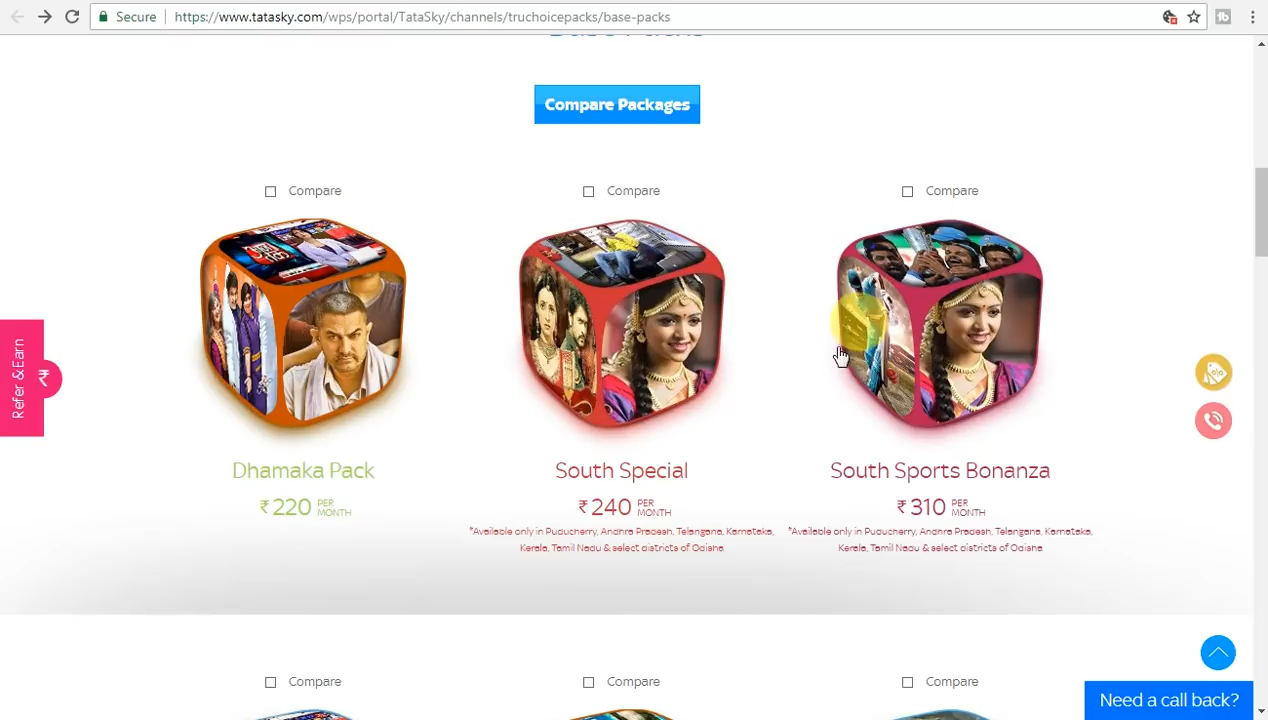 Secure
https://www.tatasky.com/wps/portal/TataSky/channels/truchoicepacks/base-packs
Base Packs
Compare Packages
Compare
Compare
Compare
Refer & Earn
₹
Dhamaka Pack
₹ 220 PER MONTH
South Special
₹ 240 PER MONTH
*Available only in Puducherry, Andhra Pradesh, Telangana, Karnataka,
Kerala, Tamil Nadu & select districts of Odisha
South Sports Bonanza
₹ 310 PER MONTH
*Available only in Puducherry, Andhra Pradesh, Telangana, Karnataka,
Kerala, Tamil Nadu & select districts of Odisha
Compare
Compare
Compare
Need a call back?